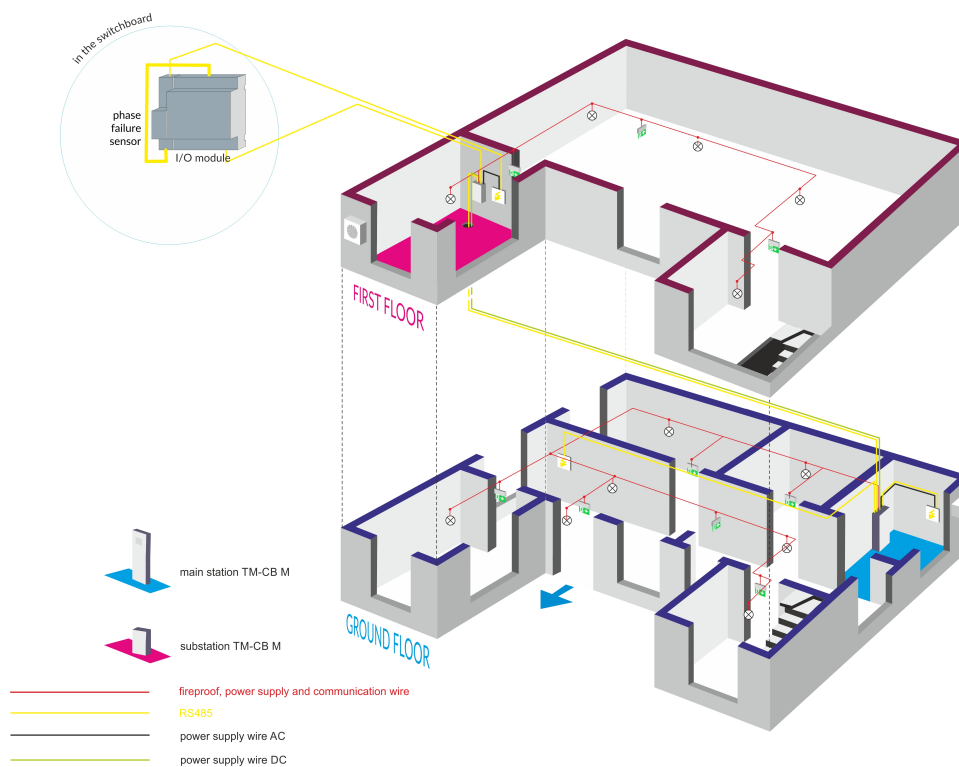 in the switchboard
phase
failure
sensor
I/O module
FIRST FLOOR
GROUND FLOOR
main station TM-CB M
substation TM-CB M
fireproof, power supply and communication wire
RS485
power supply wire AC
power supply wire DC